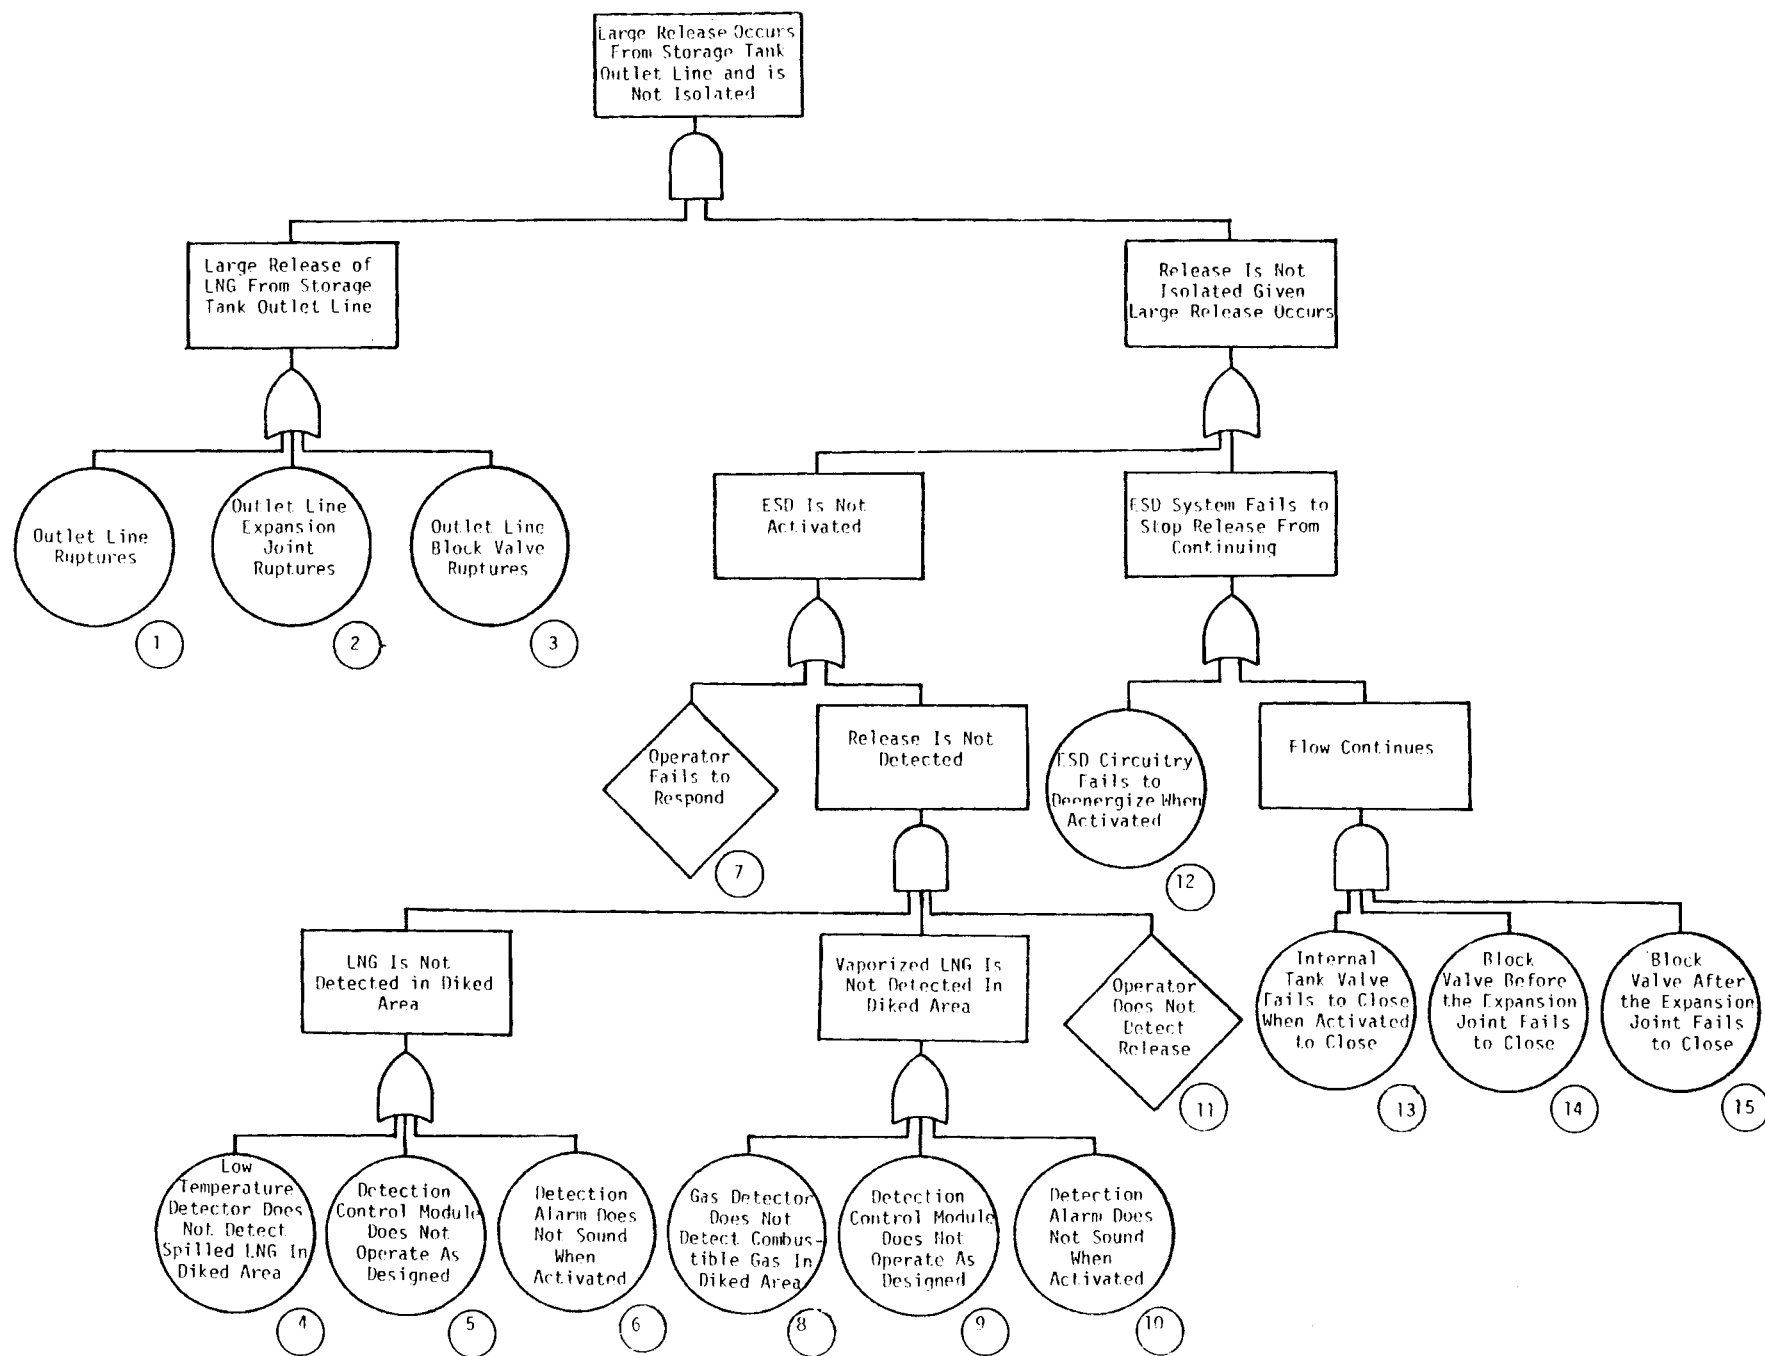 Large Release Occurs
From Storage Tank
Outlet Line and is
Not Isolated
Large Release of
LNG From Storage
Tank Outlet Line
Release Is Not
Isolated Given
Large Release Occurs
Outlet Line
Ruptures
1
Outlet Line
Expansion
Joint
Ruptures
2
Outlet Line
Block Valve
Ruptures
3
ESD Is Not
Activated
ESD System Fails to
Stop Release From
Continuing
Operator
Fails to
Respond
7
Release Is Not
Detected
ESD Circuitry
Fails to
Deenergize When
Activated
12
Flow Continues
LNG Is Not
Detected in Diked
Area
Vaporized LNG Is
Not Detected In
Diked Area
Operator
Does Not
Detect
Release
11
Internal
Tank Valve
Fails to Close
When Activated
to Close
13
Block
Valve Before
the Expansion
Joint Fails
to Close
14
Block
Valve After
the Expansion
Joint Fails
to Close
15
Low
Temperature
Detector Does
Not Detect
Spilled LNG In
Diked Area
4
Detection
Control Module
Does Not
Operate As
Designed
5
Detection
Alarm Does
Not Sound
When
Activated
6
Gas Detector
Does Not
Detect Combus-
tible Gas In
Diked Area
8
Detection
Control Module
Does Not
Operate As
Designed
9
Detection
Alarm Does
Not Sound
When
Activated
10